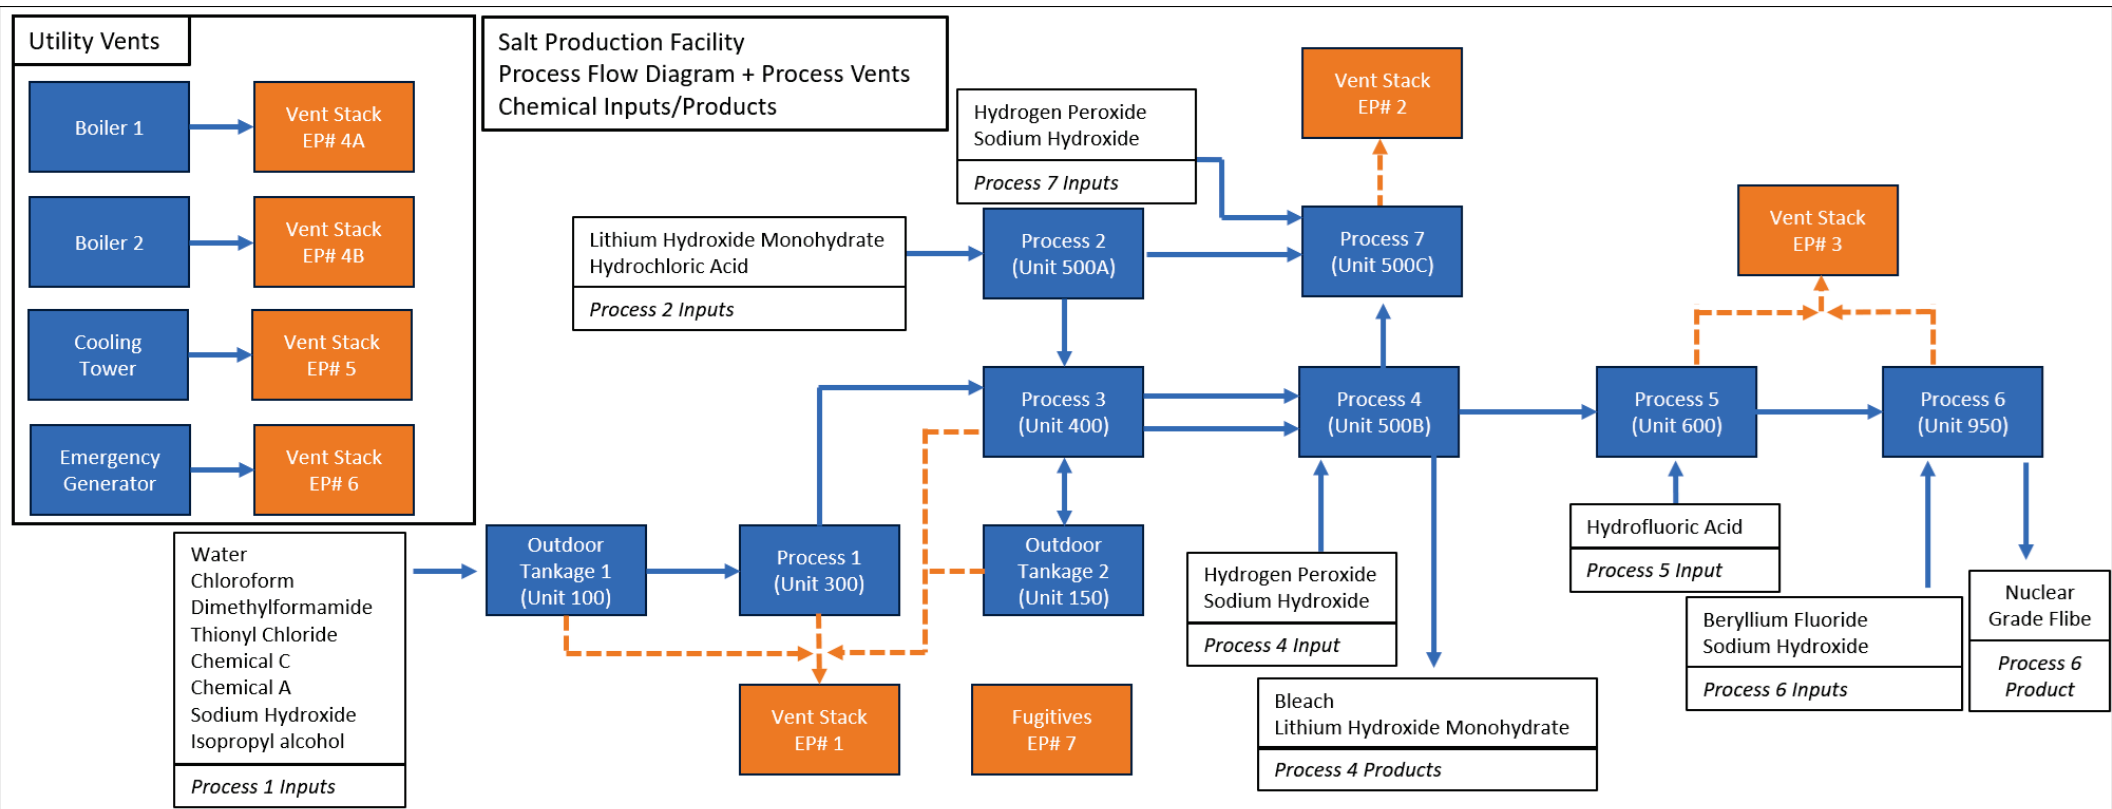 Utility Vents
Boiler 1
Vent Stack
EP# 4A
Boiler 2
Vent Stack
EP# 4B
Cooling
Tower
Vent Stack
EP# 5
Emergency
Generator
Vent Stack
EP# 6
Salt Production Facility
Process Flow Diagram + Process Vents
Chemical Inputs/Products
Hydrogen Peroxide
Sodium Hydroxide
Process 7 Inputs
Vent Stack
EP# 2
Lithium Hydroxide Monohydrate
Hydrochloric Acid
Process 2 Inputs
Process 2
(Unit 500A)
Process 7
(Unit 500C)
Vent Stack
EP# 3
Process 3
(Unit 400)
Process 4
(Unit 500B)
Process 5
(Unit 600)
Process 6
(Unit 950)
Water
Chloroform
Dimethylformamide
Thionyl Chloride
Chemical C
Chemical A
Sodium Hydroxide
Isopropyl alcohol
Process 1 Inputs
Outdoor
Tankage 1
(Unit 100)
Process 1
(Unit 300)
Outdoor
Tankage 2
(Unit 150)
Hydrogen Peroxide
Sodium Hydroxide
Process 4 Input
Hydrofluoric Acid
Process 5 Input
Beryllium Fluoride
Sodium Hydroxide
Process 6 Inputs
Nuclear
Grade Flibe
Process 6
Product
Vent Stack
EP# 1
Fugitives
EP# 7
Bleach
Lithium Hydroxide Monohydrate
Process 4 Products